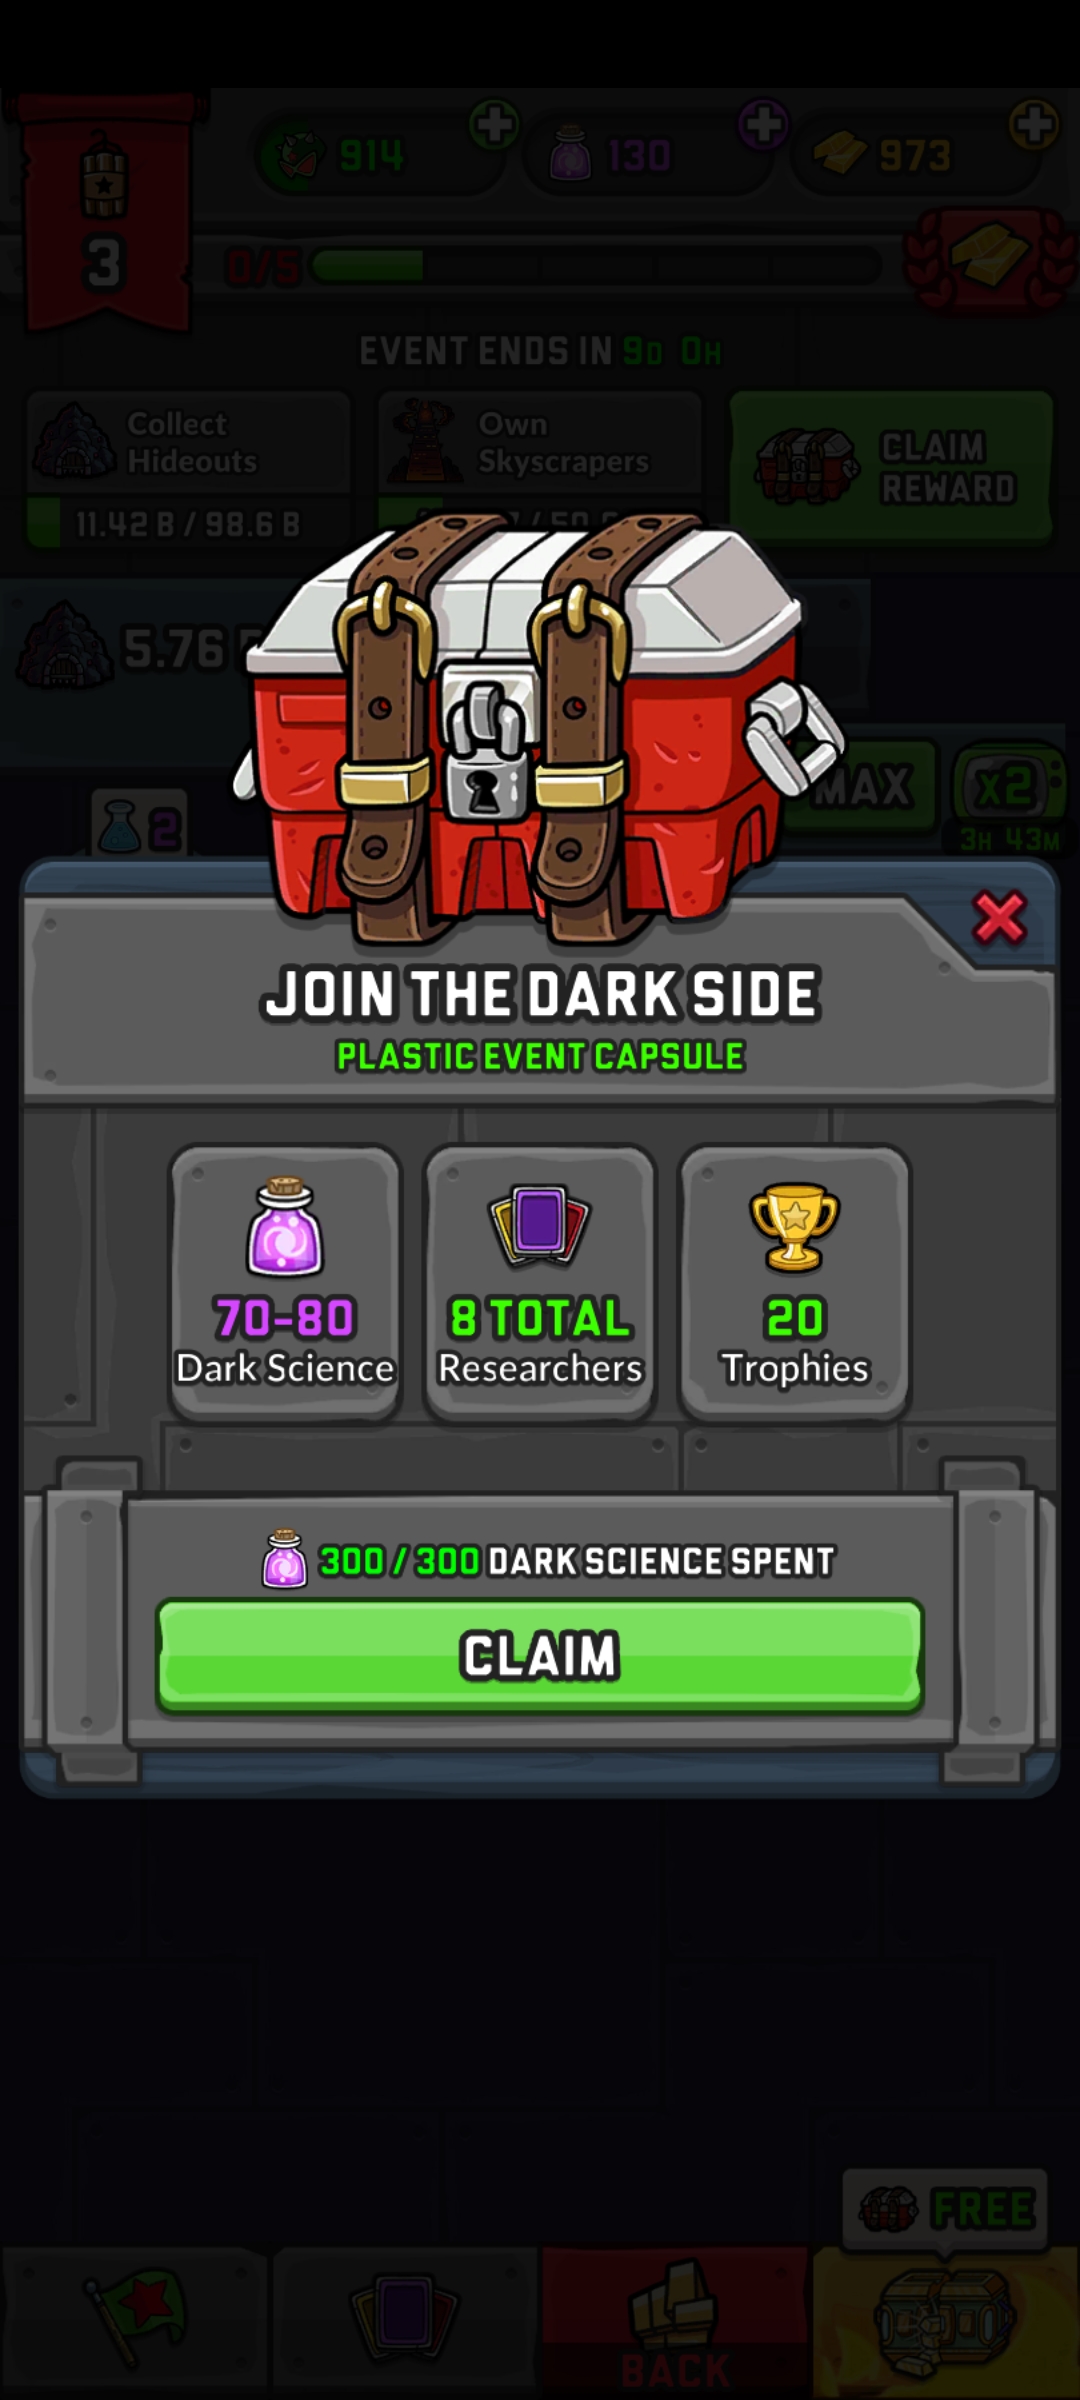 914
130
973
3
0/5
EVENT ENDS IN 9D 0H
Collect
Hideouts
11.42 B / 98.6 B
Own
Skyscrapers
CLAIM
REWARD
5.76
MAX
x2
3H 43M
2
JOIN THE DARK SIDE
PLASTIC EVENT CAPSULE
70-80
Dark Science
8 TOTAL
Researchers
20
Trophies
300 / 300 DARK SCIENCE SPENT
CLAIM
FREE
BACK